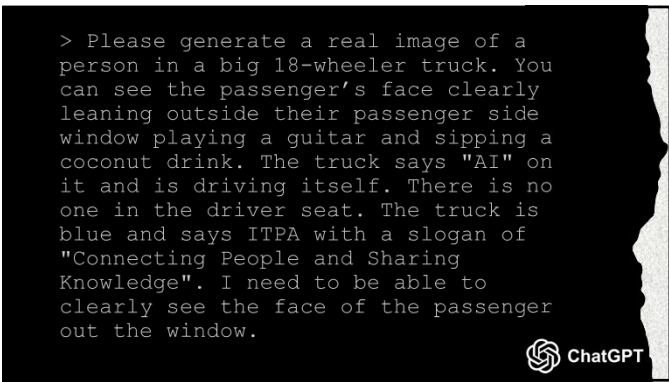 > Please generate a real image of a
person in a big 18-wheeler truck. You
can see the passenger’s face clearly
leaning outside their passenger side
window playing a guitar and sipping a
coconut drink. The truck says "AI" on
it and is driving itself. There is no
one in the driver seat. The truck is
blue and says ITPA with a slogan of
"Connecting People and Sharing
Knowledge". I need to be able to
clearly see the face of the passenger
out the window.
ChatGPT